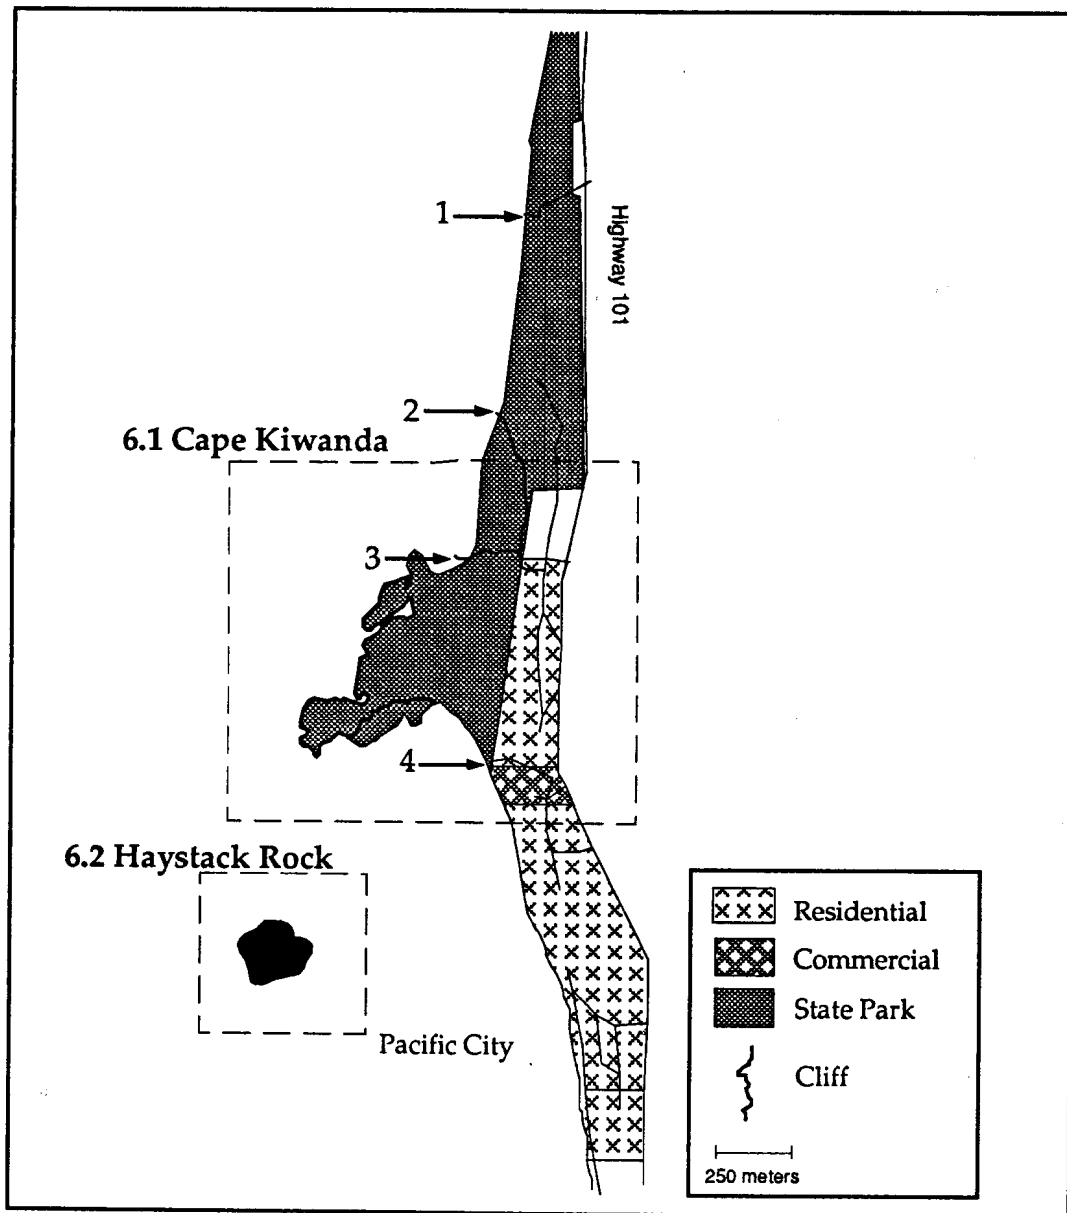 1
Highway 101
2
6.1 Cape Kiwanda
3
4
6.2 Haystack Rock
Pacific City
Residential
Commercial
State Park
Cliff
250 meters